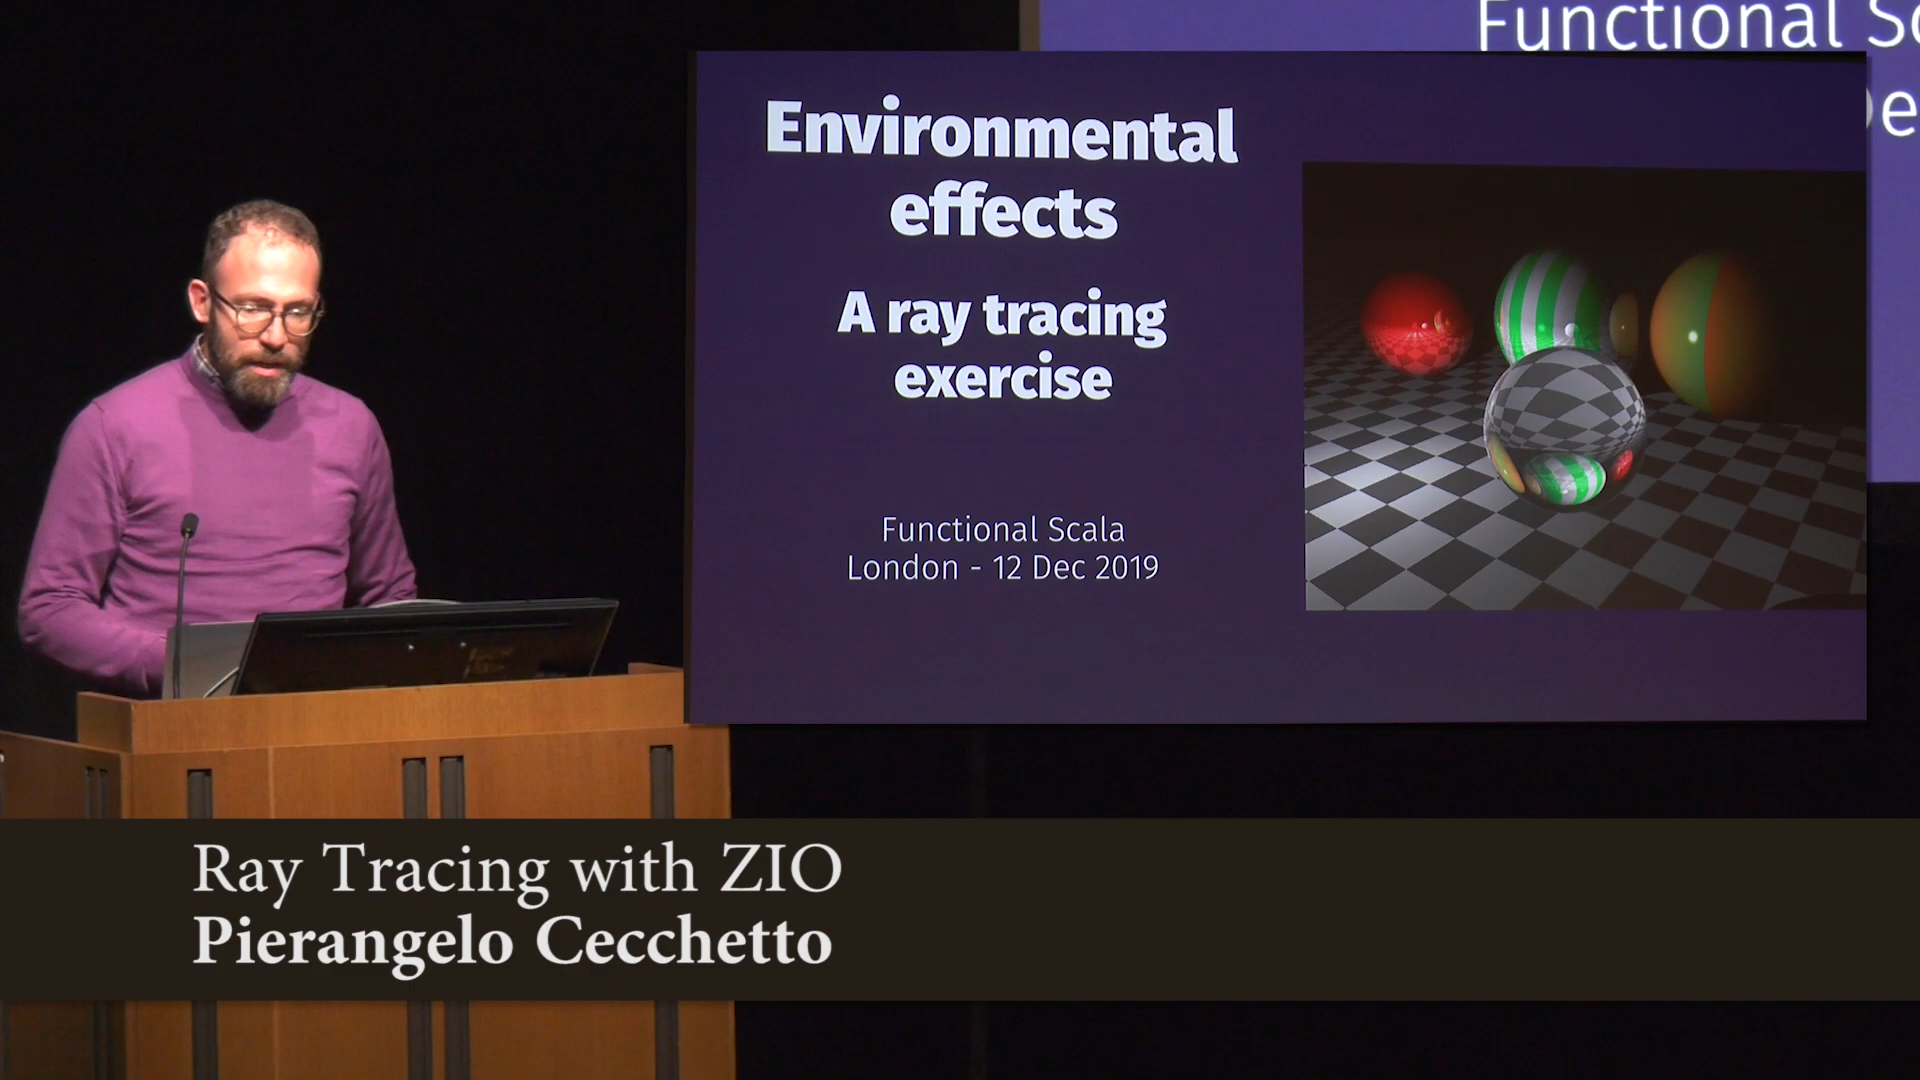 Functional
Environmental
effects
A ray tracing
exercise
Functional Scala
London - 12 Dec 2019
Ray Tracing with ZIO
Pierangelo Cecchetto